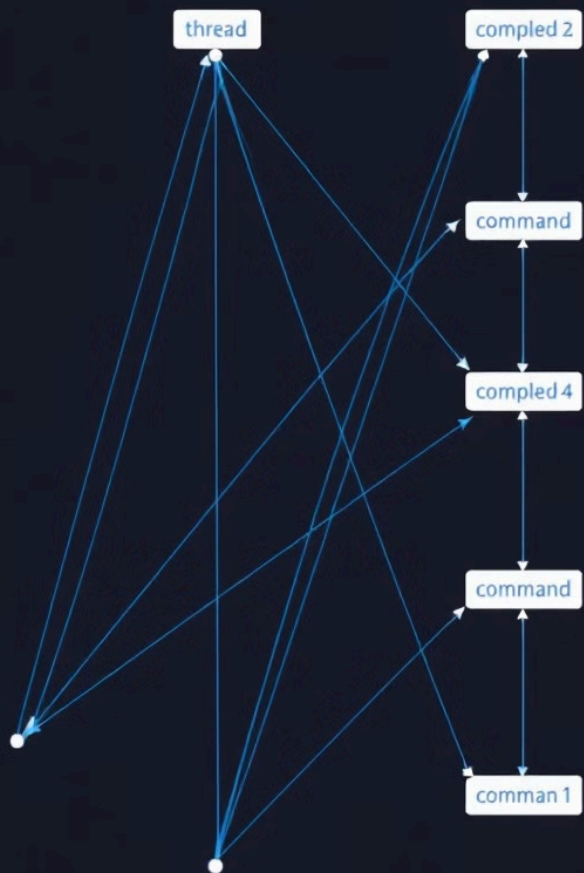 thread
compled 2
command
compled 4
command
comman 1